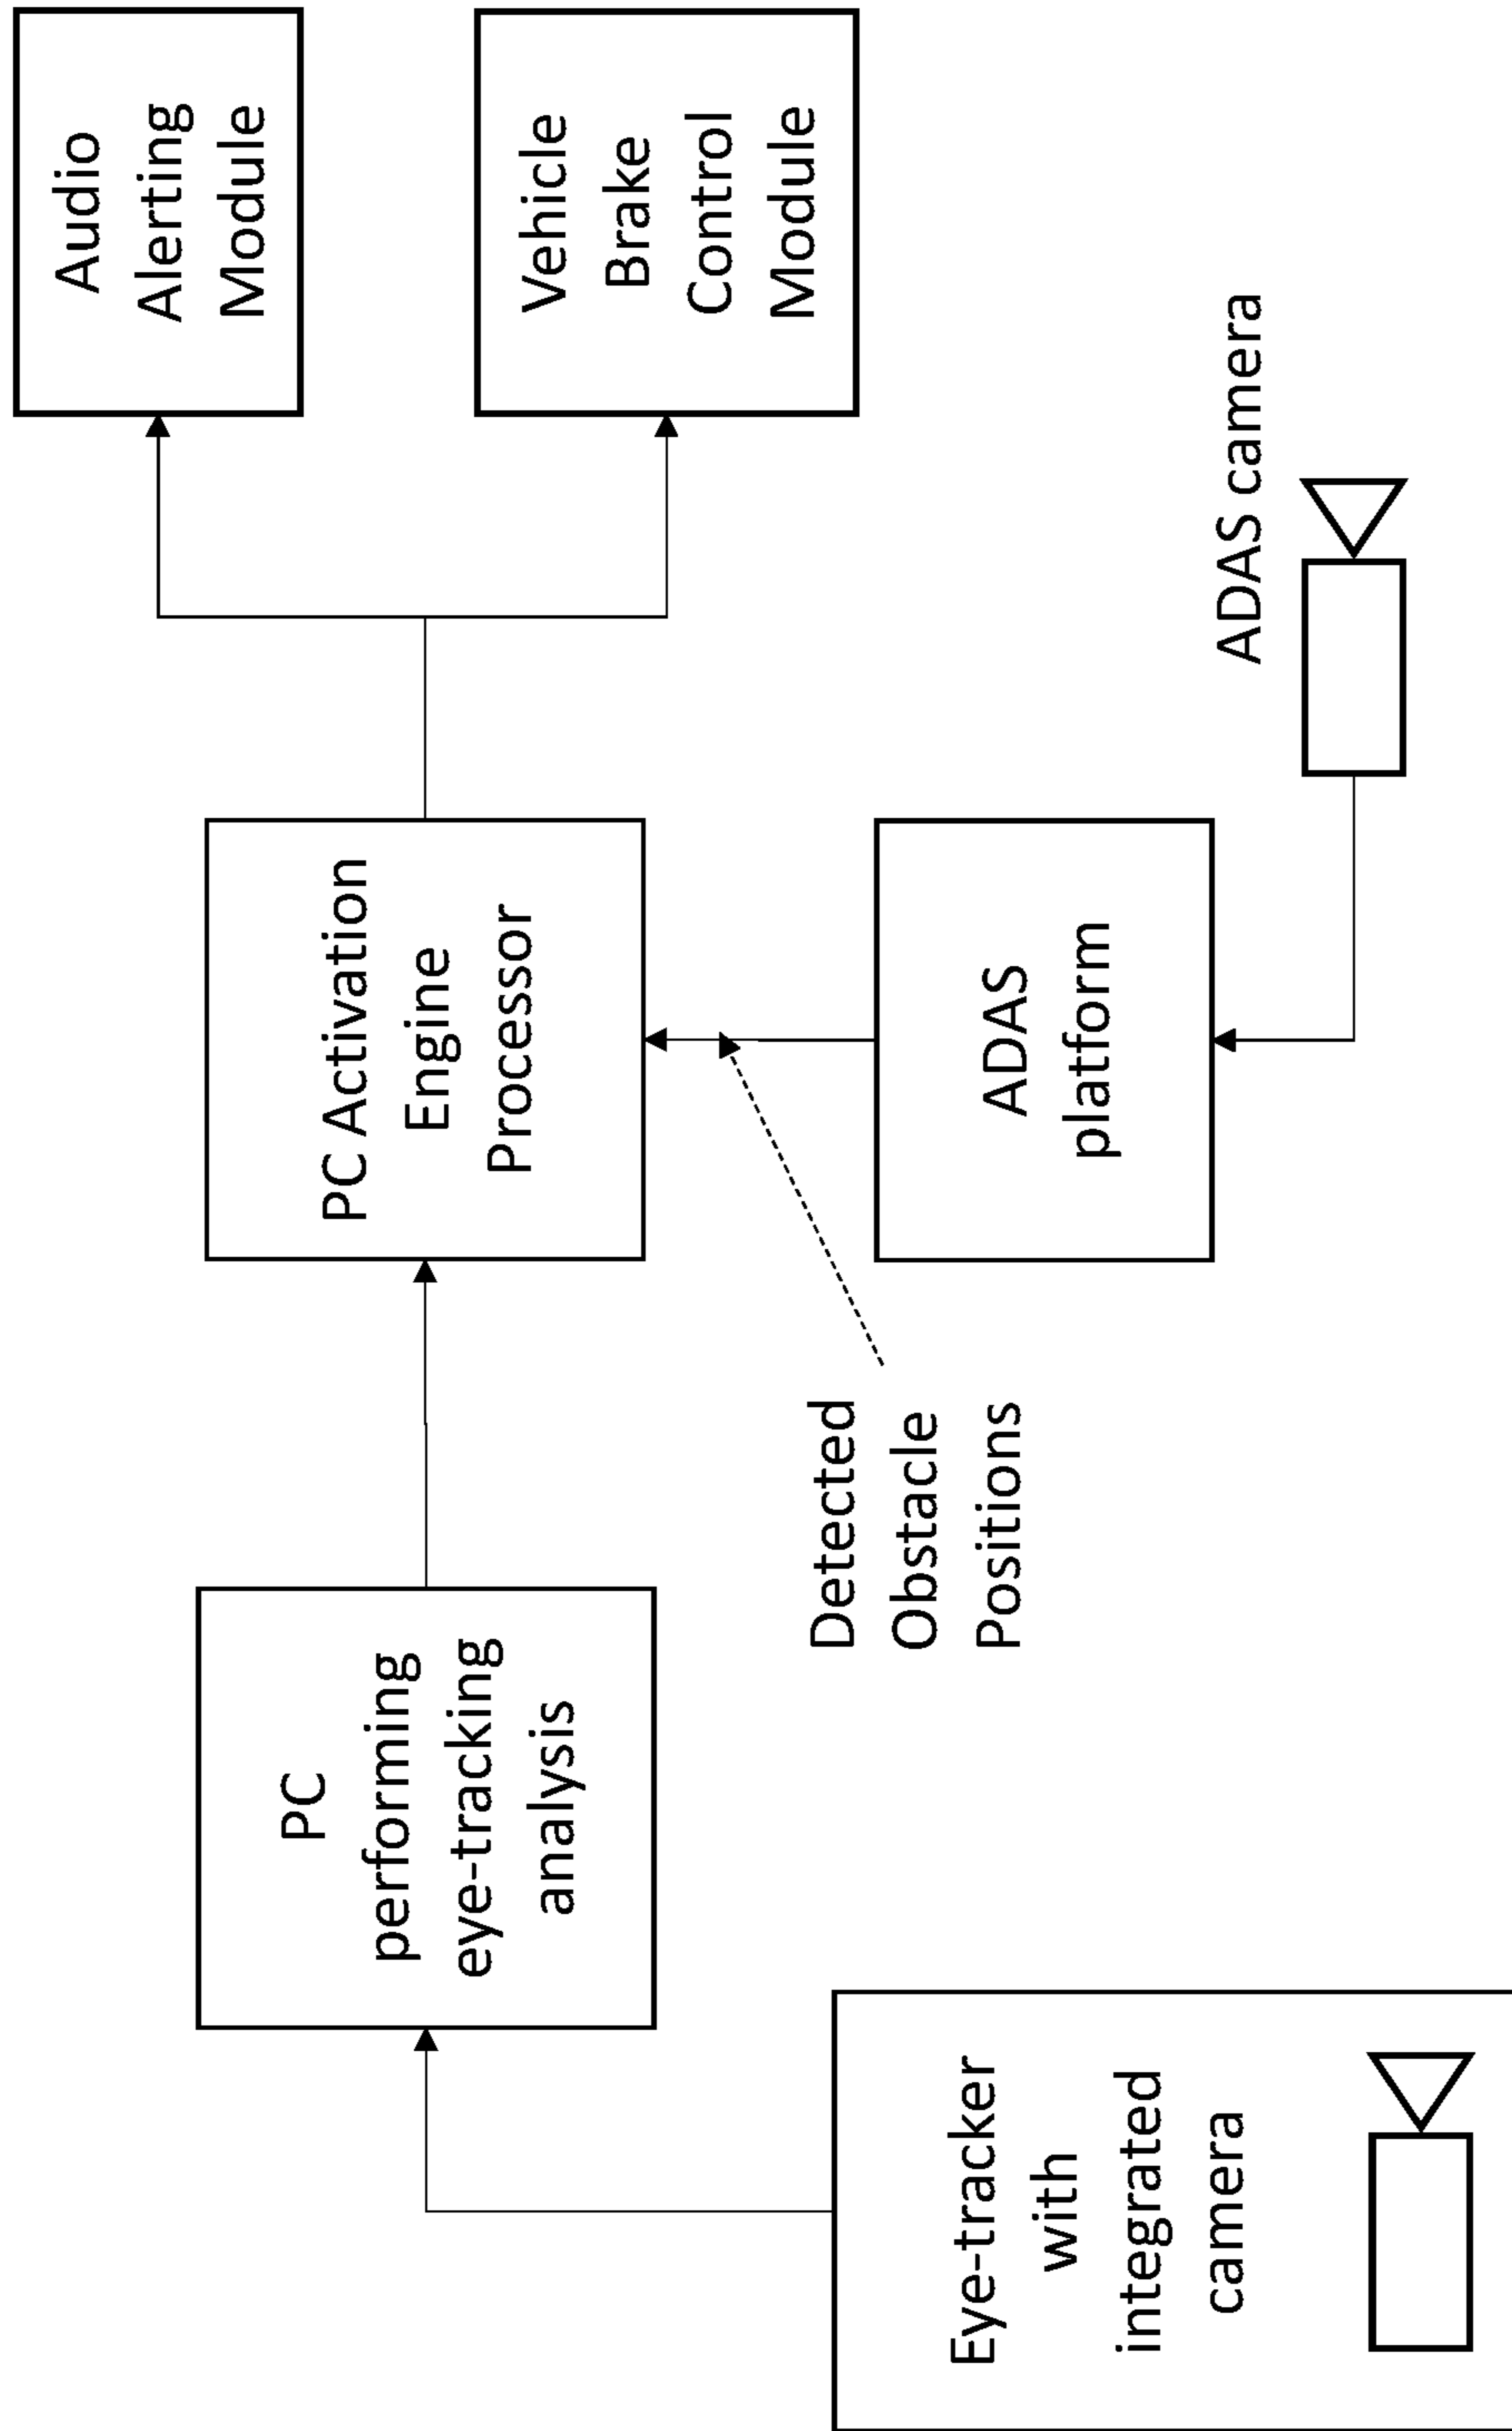 Eye-tracker
with
integrated
camera
PC
performing
eye-tracking
analysis
PC Activation
Engine
Processor
Detected
Obstacle
Positions
ADAS
platform
ADAS camera
Audio
Alerting
Module
Vehicle
Brake
Control
Module